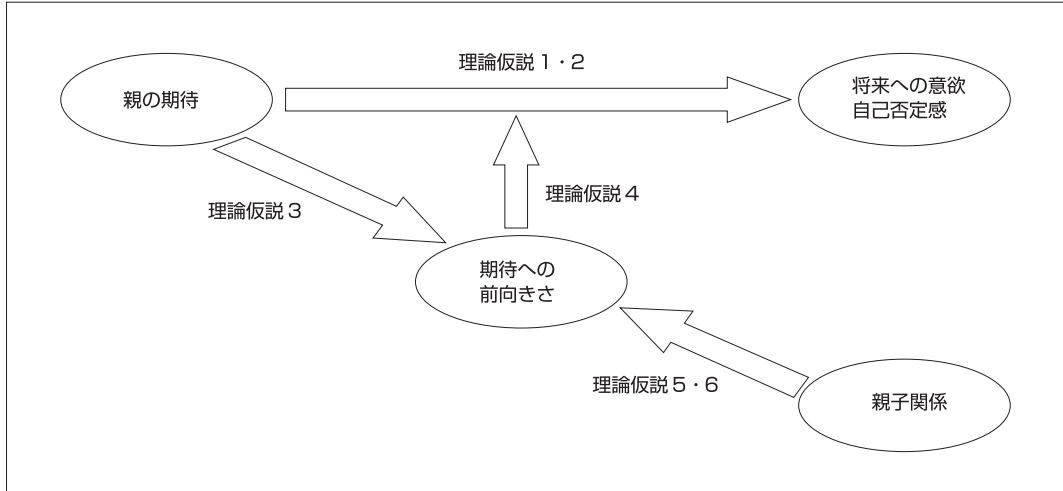 理論仮説1・2
親の期待
将来への意欲
自己否定感
理論仮説3
理論仮説4
期待への
前向きさ
理論仮説5・6
親子関係